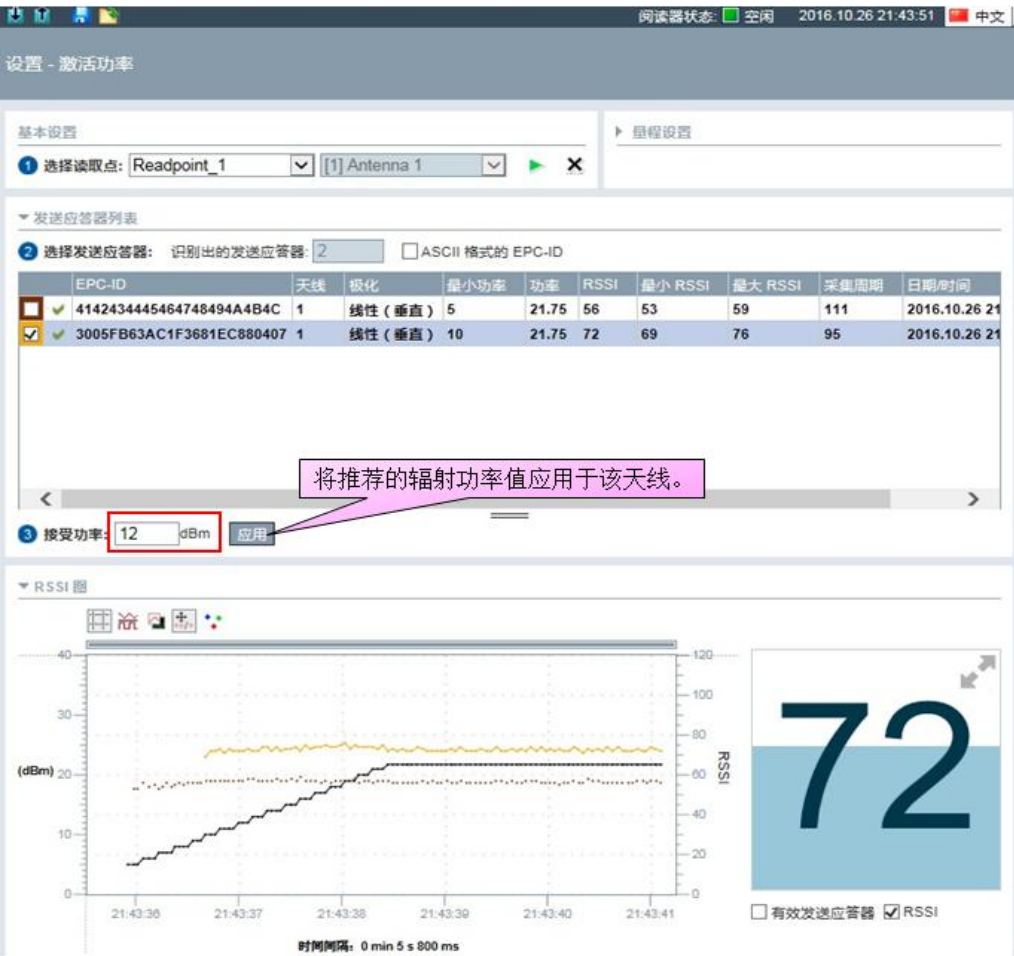 阅读器状态: 空闲 2016.10.26 21:43:51 中文
设置 - 激活功率
基本设置
量程设置
1 选择读取点: Readpoint_1 [1] Antenna 1
发送应答器列表
2 选择发送应答器: 识别出的发送应答器: 2 ASCII 格式的 EPC-ID
EPC-ID 天线 极化 最小功率 功率 RSSI 最小 RSSI 最大 RSSI 采集周期 日期/时间
4142434445464748494A4B4C 1 线性 ( 垂直 ) 5 21.75 56 53 59 111 2016.10.26 21
3005FB63AC1F3681EC880407 1 线性 ( 垂直 ) 10 21.75 72 69 76 95 2016.10.26 21
将推荐的辐射功率值应用于该天线。
3 接受功率: 12 dBm 应用
RSSI 图
40 120
100
30
80
(dBm) 20 60 RSSI
40
10
20
0 0
21:43:36 21:43:37 21:43:38 21:43:39 21:43:40 21:43:41
时间间隔: 0 min 5 s 800 ms
72
有效发送应答器 RSSI